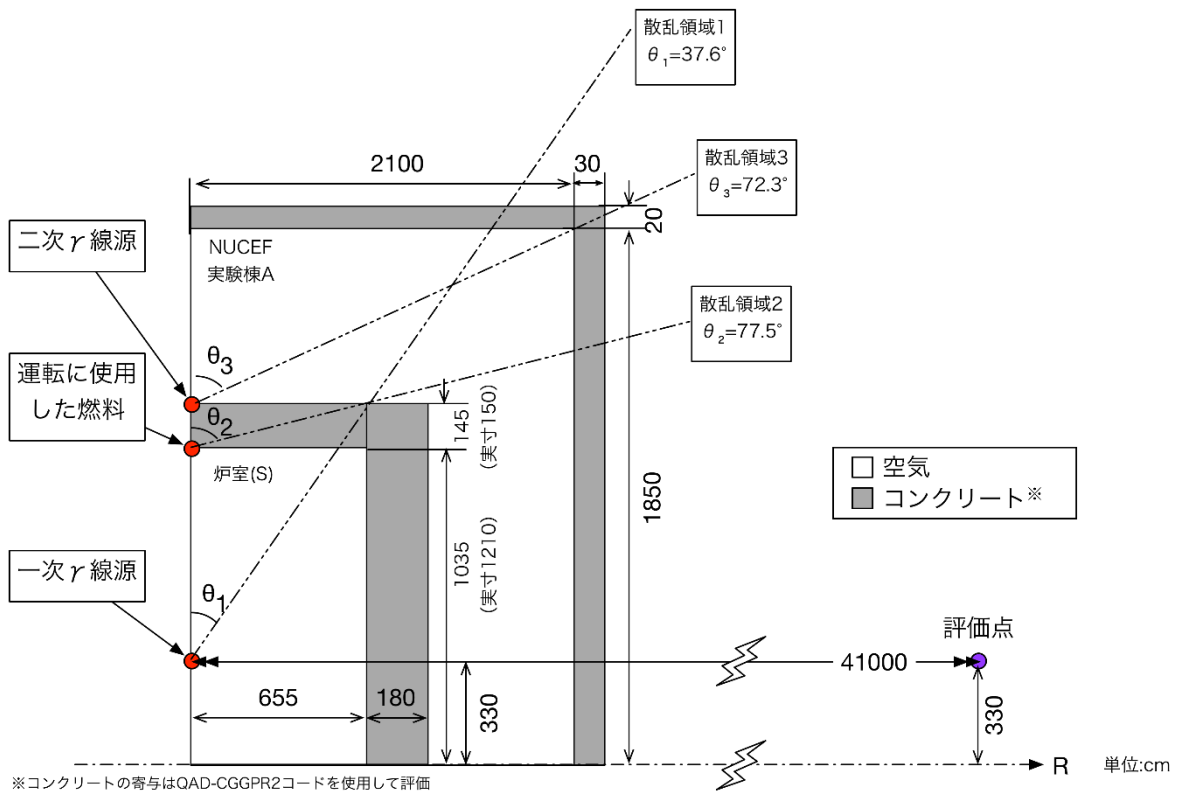 散乱領域1
θ1=37.6°
2100
30
散乱領域3
θ3=72.3°
20
二次γ線源
NUCEF
実験棟A
散乱領域2
θ2=77.5°
θ3
運転に使用
した燃料
θ2
145
(実寸150)
炉室(S)
1850
空気
コンクリート※
1035
(実寸1210)
一次γ線源
θ1
評価点
41000
655
180
330
330
R
単位:cm
※コンクリートの寄与はQAD-CGGPR2コードを使用して評価